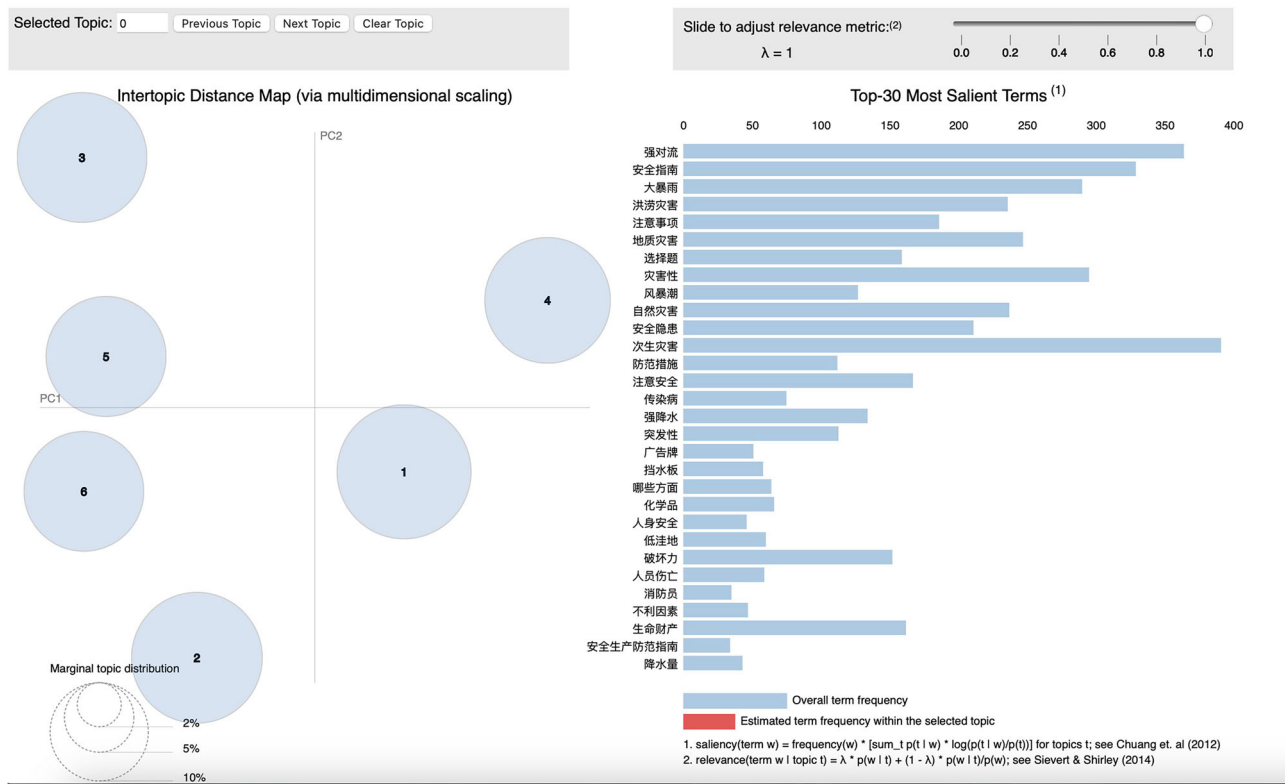 Selected Topic: 0 Previous Topic Next Topic Clear Topic
Slide to adjust relevance metric:(2)
λ = 1
0.0 0.2 0.4 0.6 0.8 1.0
Intertopic Distance Map (via multidimensional scaling)
PC2
3
4
5
PC1
1
6
2
Marginal topic distribution
2%
5%
10%
Top-30 Most Salient Terms (1)
0 50 100 150 200 250 300 350 400
强对流
安全指南
大暴雨
洪涝灾害
注意事项
地质灾害
选择题
灾害性
风暴潮
自然灾害
安全隐患
次生灾害
防范措施
注意安全
传染病
强降水
突发性
广告牌
挡水板
哪些方面
化学品
人身安全
低洼地
破坏力
人员伤亡
消防员
不利因素
生命财产
安全生产防范指南
降水量
Overall term frequency
Estimated term frequency within the selected topic
1. saliency(term w) = frequency(w) * [sum_t p(t | w) * log(p(t | w)/p(t))] for topics t; see Chuang et. al (2012)
2. relevance(term w | topic t) = λ * p(w | t) + (1 - λ) * p(w | t)/p(w); see Sievert & Shirley (2014)